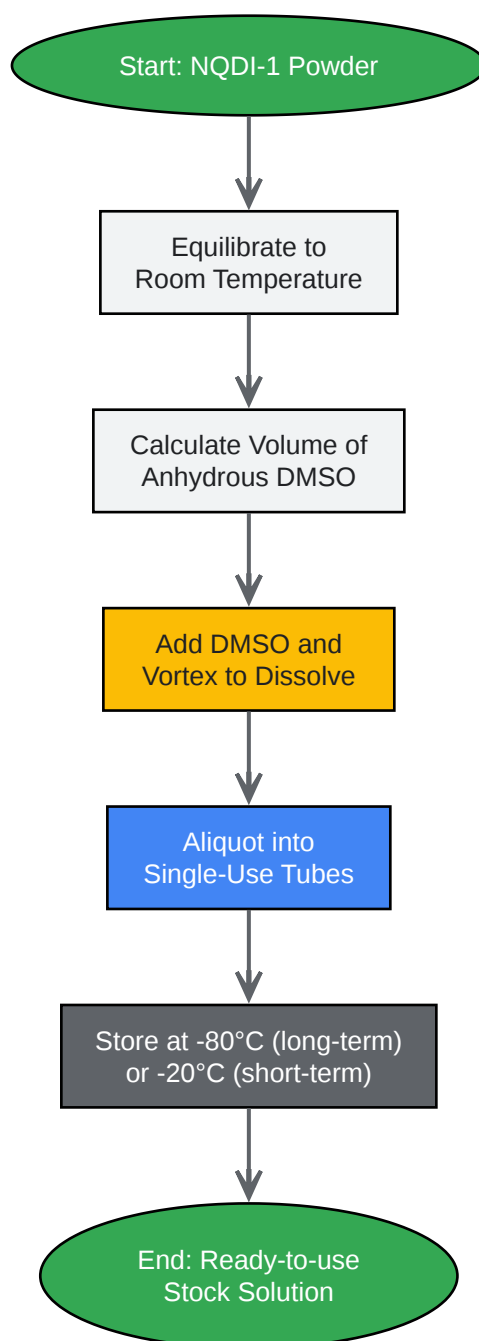 Start: NQDI-1 Powder
Equilibrate to
Room Temperature
Calculate Volume of
Anhydrous DMSO
Add DMSO and
Vortex to Dissolve
Aliquot into
Single-Use Tubes
Store at -80°C (long-term)
or -20°C (short-term)
End: Ready-to-use
Stock Solution